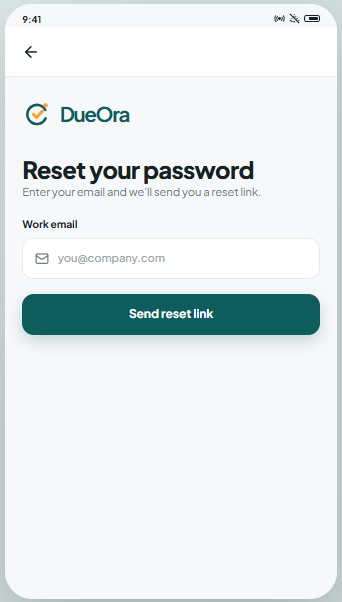 9:41
DueOra
Reset your password
Enter your email and we'll send you a reset link.
Work email
you@company.com
Send reset link